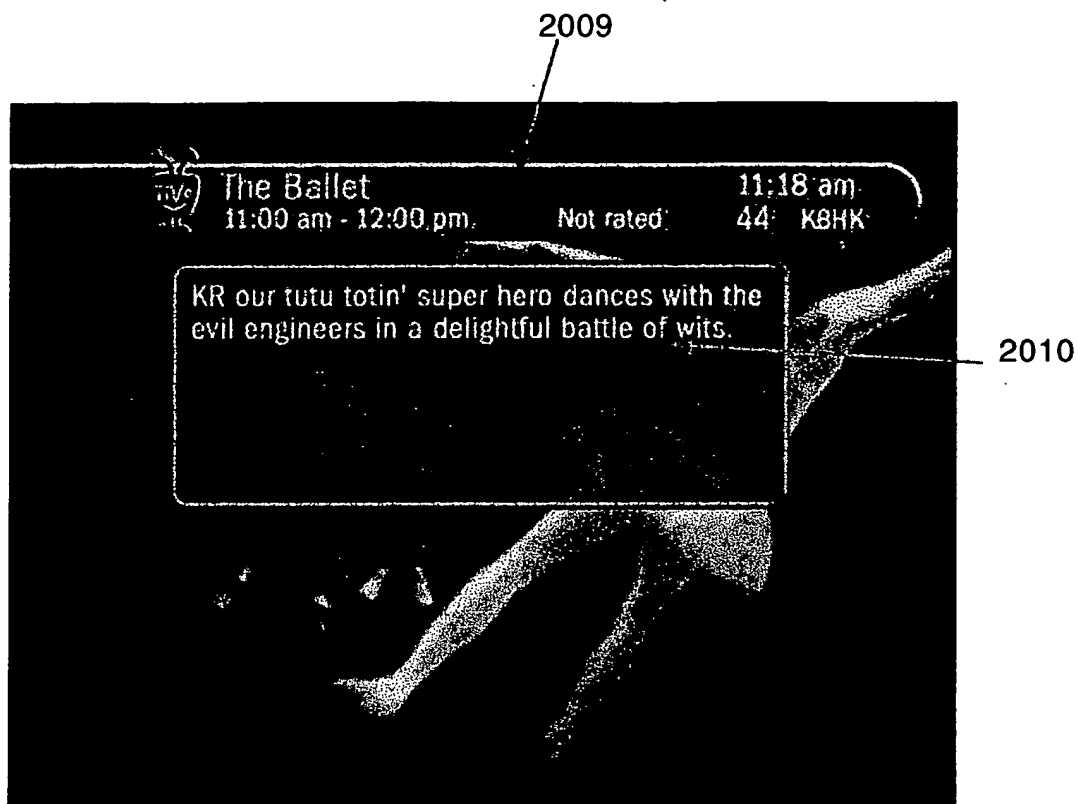 2009
TiVo
The Ballet 11:18 am
11:00 am - 12:00 pm Not rated 44 KBHK
KR our tutu totin' super hero dances with the
evil engineers in a delightful battle of wits.
2010